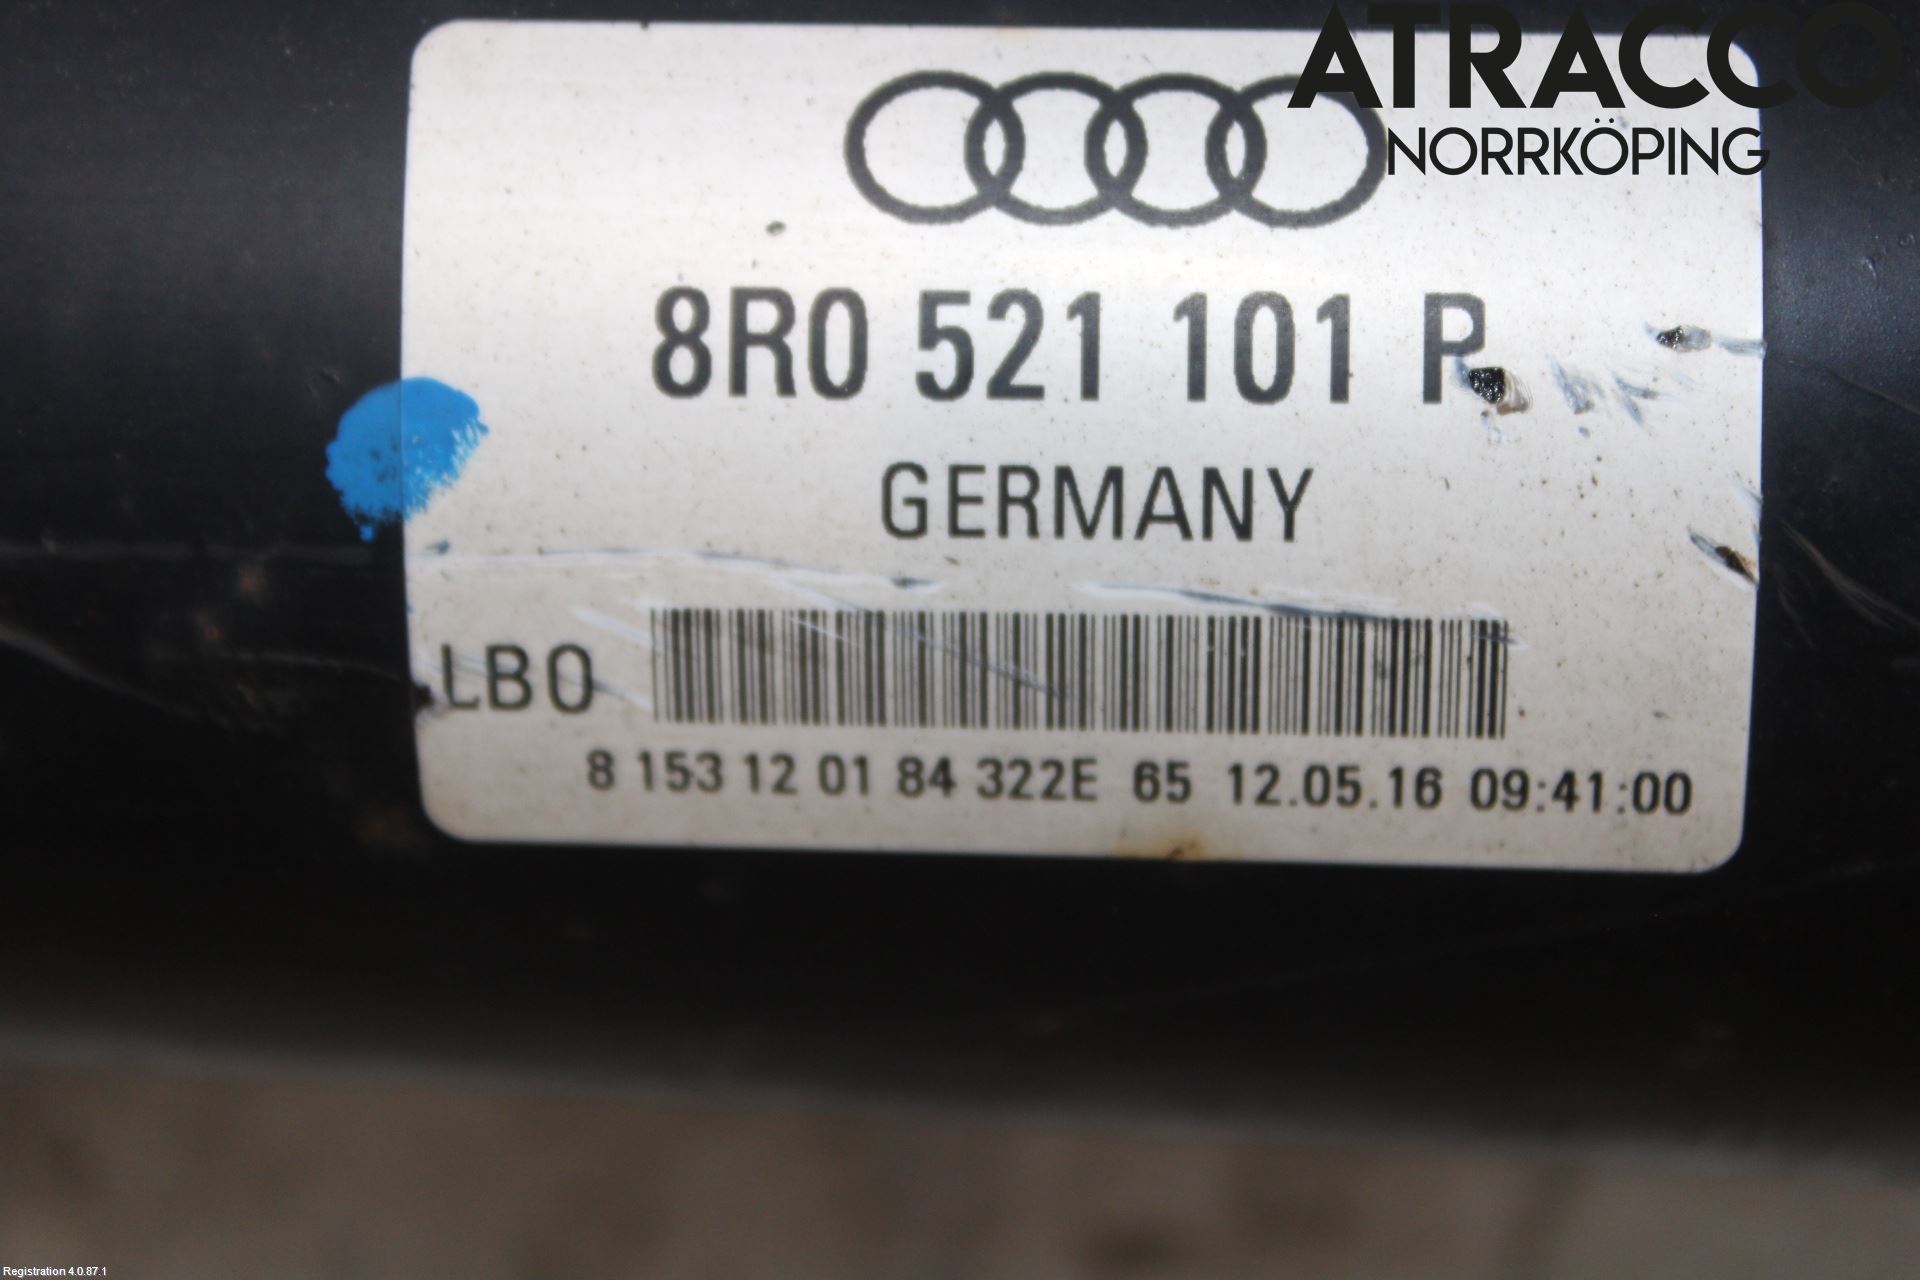 ATRACCO
NORRKÖPING
8R0 521 101 P
GERMANY
LBO
8 153 12 01 84 322E 65 12.05.16 09:41:00
Registration 4.0.87.1